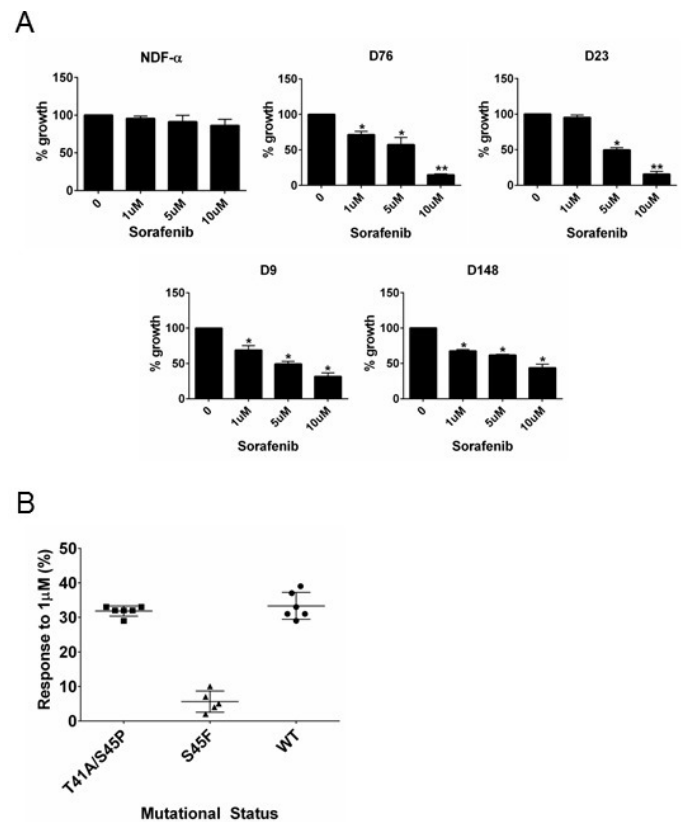 A
NDF-α
150
100
50
0
% growth
0
1uM
5uM
10uM
Sorafenib
D76
150
100
50
0
% growth
*
*
**
0
1uM
5uM
10uM
Sorafenib
D23
150
100
50
0
% growth
*
**
0
1uM
5uM
10uM
Sorafenib
D9
150
100
50
0
% growth
*
*
*
0
1uM
5uM
10uM
Sorafenib
D148
150
100
50
0
% growth
*
*
*
0
1uM
5uM
10uM
Sorafenib
B
50
40
30
20
10
0
Response to 1μM (%)
T41A/S45P
S45F
WT
Mutational Status